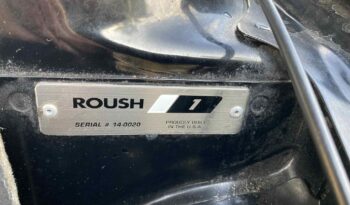 ROUSH 1
SERIAL # 14-0020
PROUDLY BUILT
IN THE U.S.A.